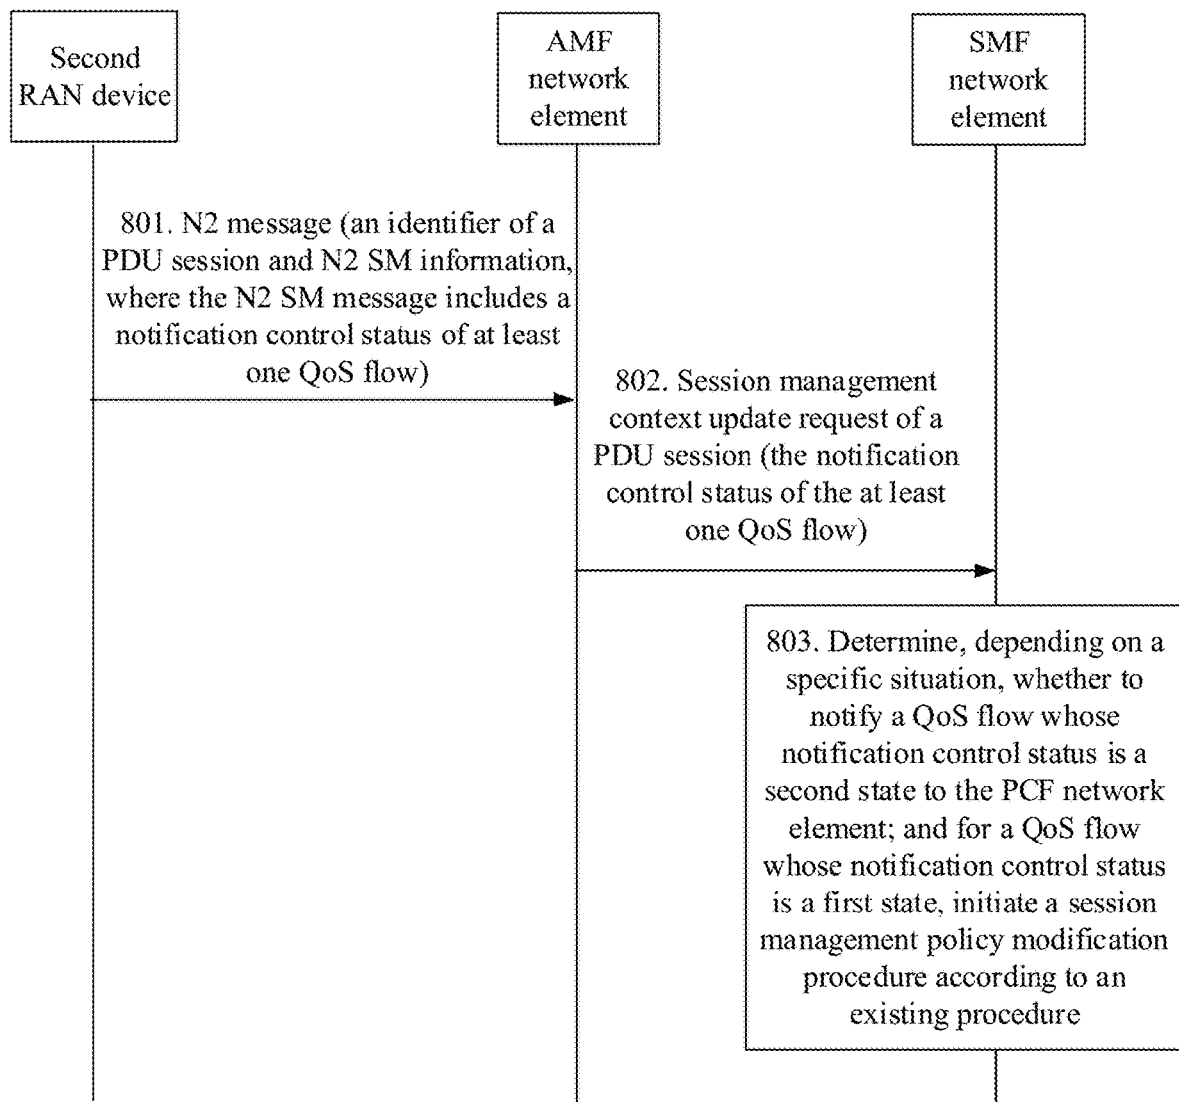 Second
RAN device
AMF
network
element
SMF
network
element
801. N2 message (an identifier of a
PDU session and N2 SM information,
where the N2 SM message includes a
notification control status of at least
one QoS flow)
802. Session management
context update request of a
PDU session (the notification
control status of the at least
one QoS flow)
803. Determine, depending on a
specific situation, whether to
notify a QoS flow whose
notification control status is a
second state to the PCF network
element; and for a QoS flow
whose notification control status
is a first state, initiate a session
management policy modification
procedure according to an
existing procedure